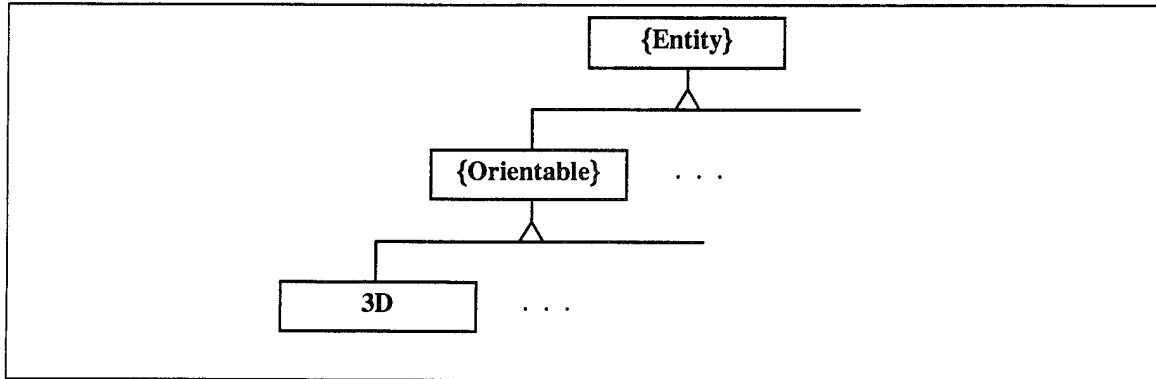 {Entity}
{Orientable}
. . .
3D
. . .